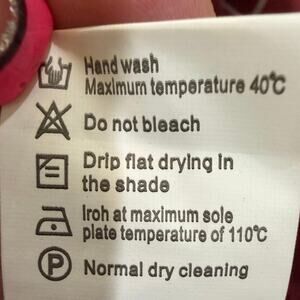 Hand wash
Maximum temperature 40℃
Do not bleach
Drip flat drying in
the shade
Iroh at maximum sole
plate temperature of 110℃
P Normal dry cleaning